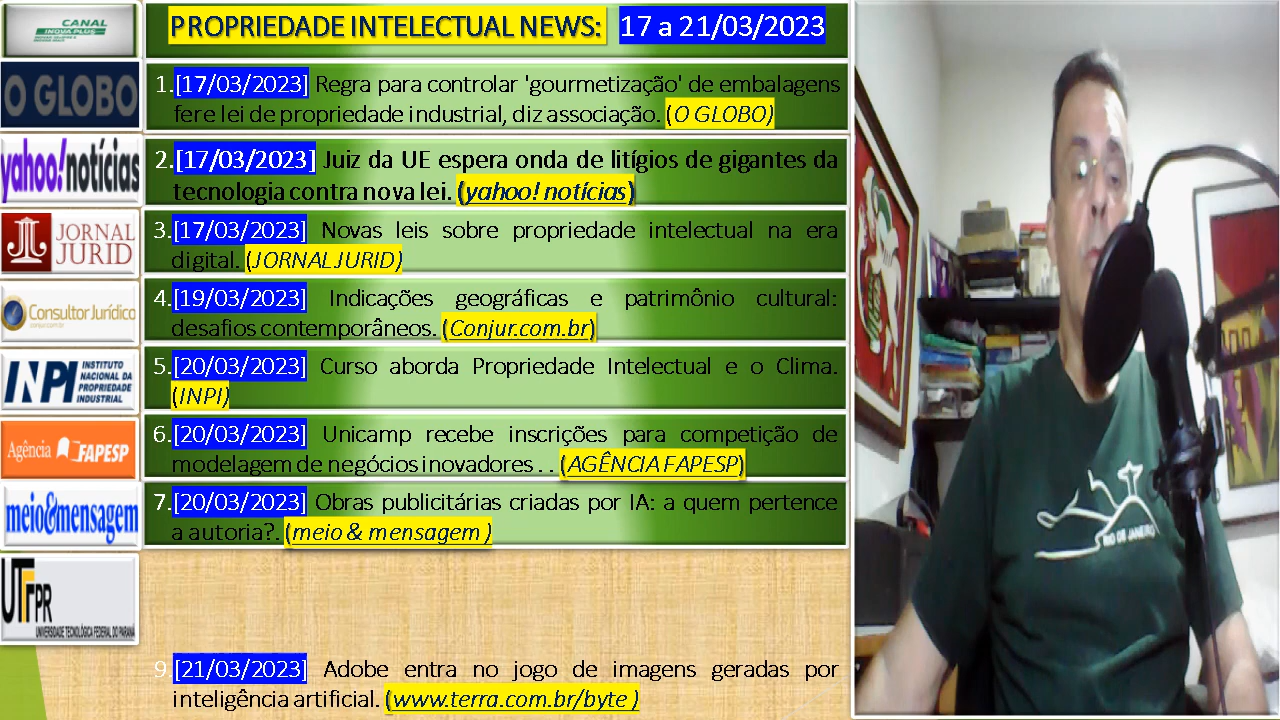 CANAL
INOVA PLUS
PROPRIEDADE INTELECTUAL NEWS: 17 a 21/03/2023
O GLOBO
1.[17/03/2023] Regra para controlar 'gourmetização' de embalagens
fere lei de propriedade industrial, diz associação. (O GLOBO)
yahoo! notícias
2.[17/03/2023] Juiz da UE espera onda de litígios de gigantes da
tecnologia contra nova lei. (yahoo! notícias)
JORNAL
JURID
3.[17/03/2023] Novas leis sobre propriedade intelectual na era
digital. (JORNAL JURID)
Consultor Jurídico
conjur.com.br
4.[19/03/2023] Indicações geográficas e patrimônio cultural:
desafios contemporâneos. (Conjur.com.br)
INPI INSTITUTO
NACIONAL DA
PROPRIEDADE
INDUSTRIAL
5.[20/03/2023] Curso aborda Propriedade Intelectual e o Clima.
(INPI)
Agência FAPESP
6.[20/03/2023] Unicamp recebe inscrições para competição de
modelagem de negócios inovadores . . (AGÊNCIA FAPESP)
meio&mensagem
7.[20/03/2023] Obras publicitárias criadas por IA: a quem pertence
a autoria?. (meio & mensagem )
UTFPR
UNIVERSIDADE TECNOLÓGICA FEDERAL DO PARANÁ
9.[21/03/2023] Adobe entra no jogo de imagens geradas por
inteligência artificial. (www.terra.com.br/byte )
RIO DE JANEIRO